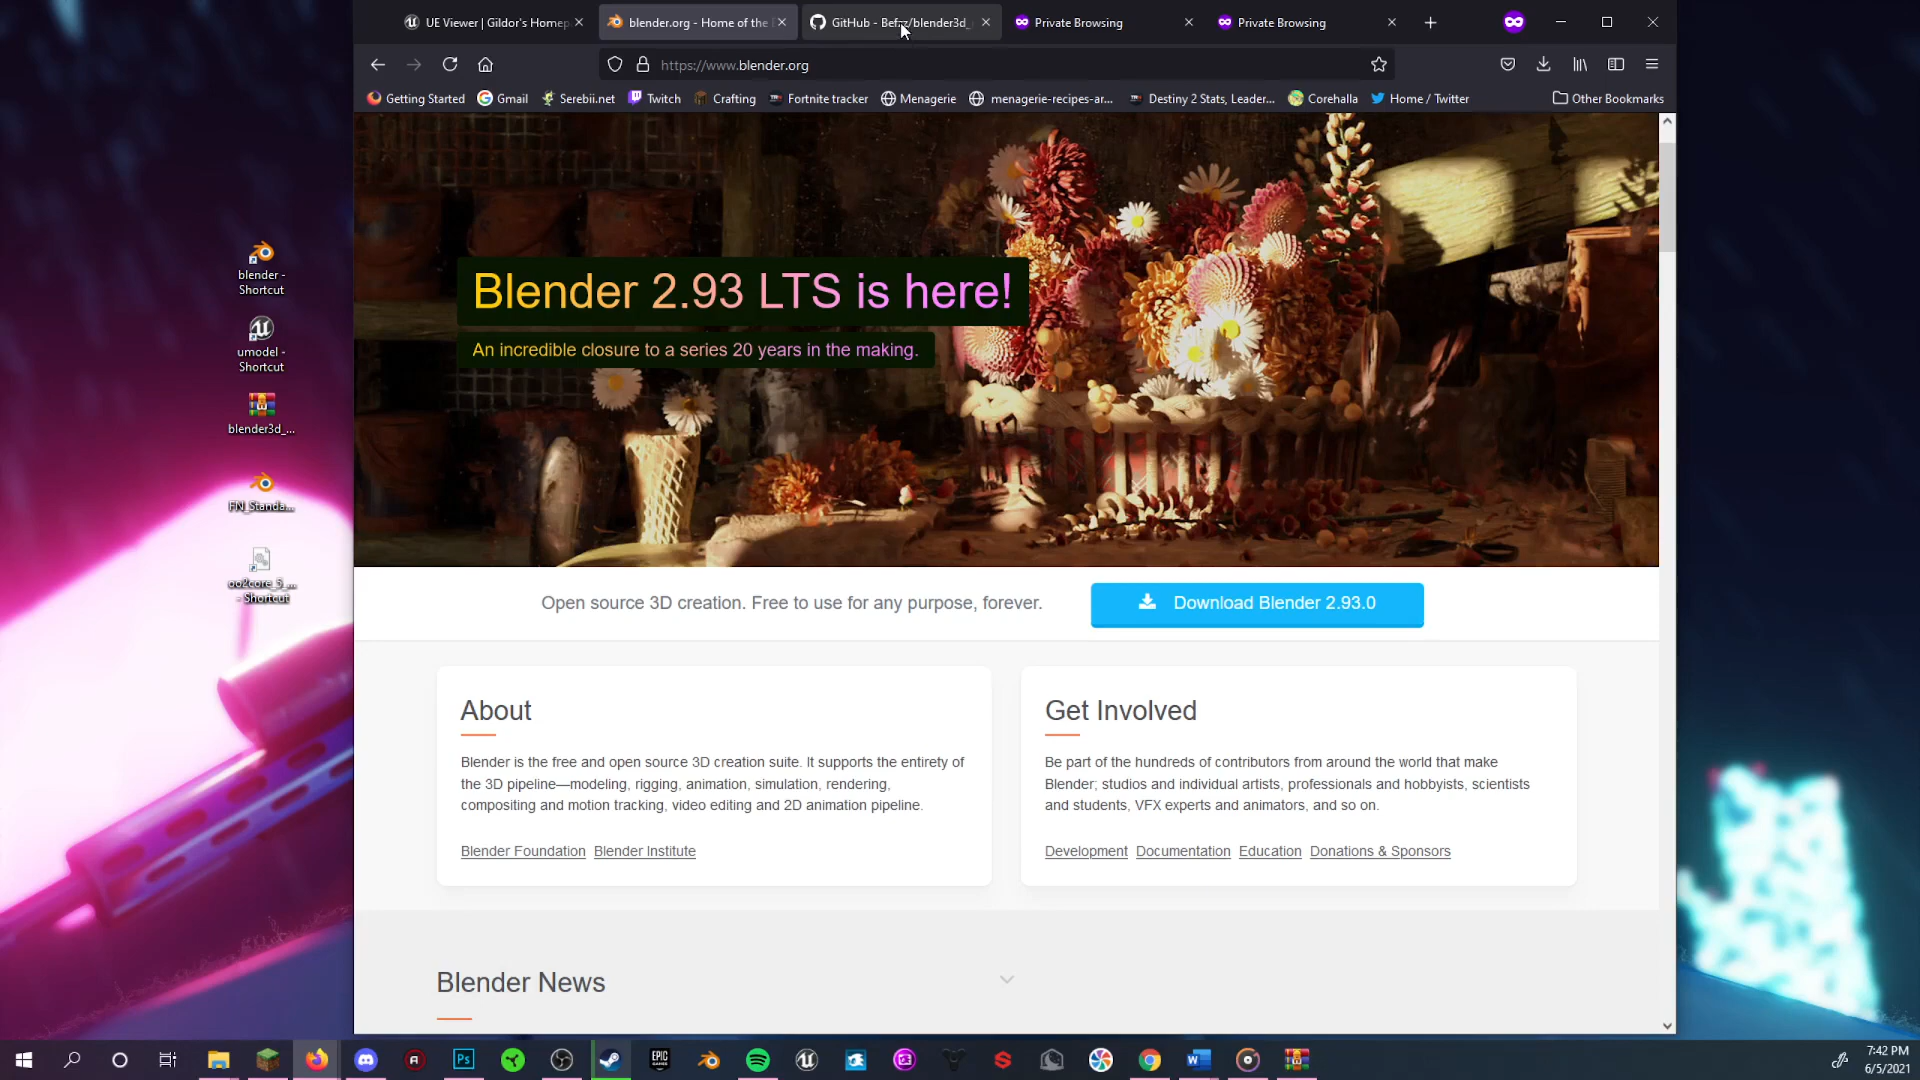 UE Viewer | Gildor's Homep
blender.org - Home of the
GitHub - Befzz/blender3d_
Private Browsing
Private Browsing
https://www.blender.org
Getting Started
Gmail
Serebii.net
Twitch
Crafting
Fortnite tracker
Menagerie
menagerie-recipes-ar...
Destiny 2 Stats, Leader...
Corehalla
Home / Twitter
Other Bookmarks
blender -
Shortcut
umodel -
Shortcut
blender3d_...
FN_Standa...
oo2core_5_...
- Shortcut
Blender 2.93 LTS is here!
An incredible closure to a series 20 years in the making.
Open source 3D creation. Free to use for any purpose, forever.
Download Blender 2.93.0
About
Blender is the free and open source 3D creation suite. It supports the entirety of
the 3D pipeline—modeling, rigging, animation, simulation, rendering,
compositing and motion tracking, video editing and 2D animation pipeline.
Blender Foundation Blender Institute
Get Involved
Be part of the hundreds of contributors from around the world that make
Blender; studios and individual artists, professionals and hobbyists, scientists
and students, VFX experts and animators, and so on.
Development Documentation Education Donations & Sponsors
Blender News
Ps
EPIC
GAMES
W
7:42 PM
6/5/2021